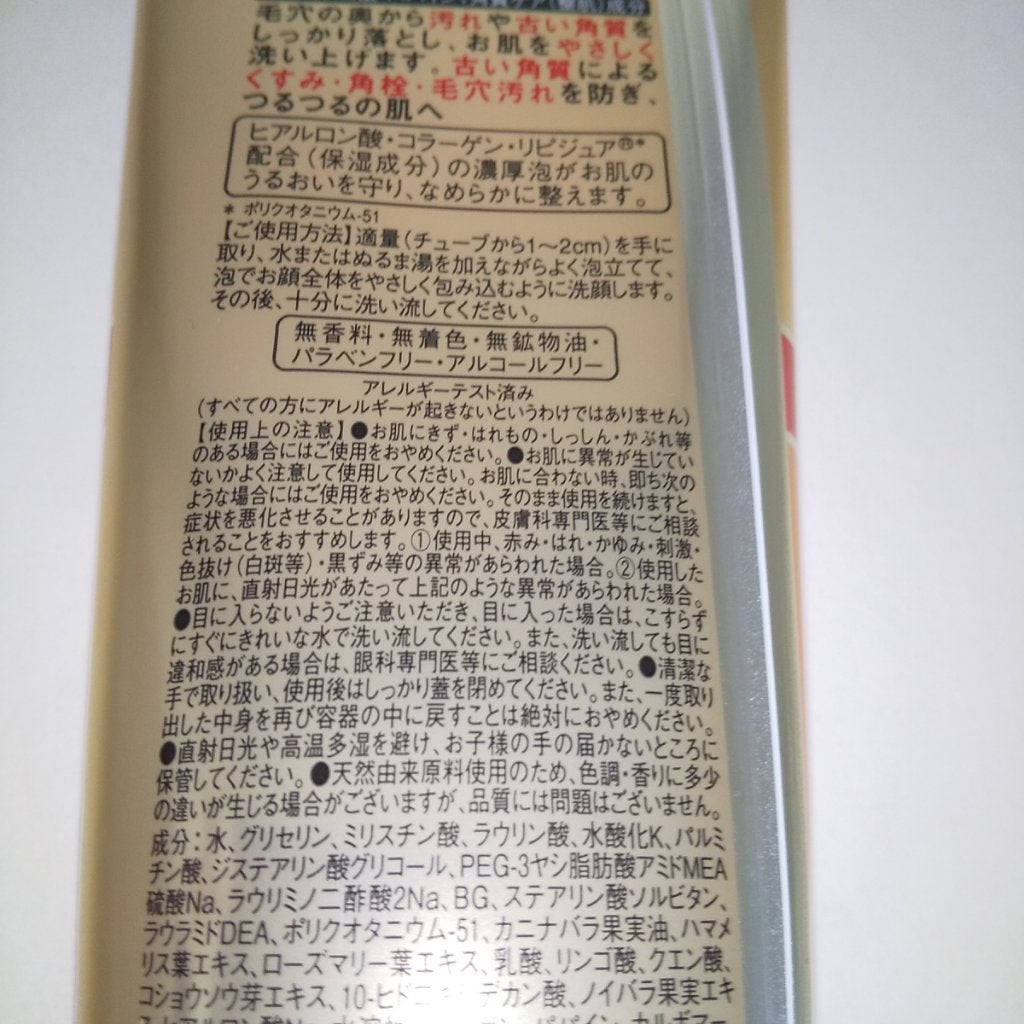 角質ケア(整肌)成分
毛穴の奥から汚れや古い角質を
しっかり落とし、お肌をやさしく
洗い上げます。古い角質による
くすみ・角栓・毛穴汚れを防ぎ、
つるつるの肌へ
ヒアルロン酸・コラーゲン・リピジュア®*
配合(保湿成分)の濃厚泡がお肌の
うるおいを守り、なめらかに整えます。
* ポリクオタニウム-51
【ご使用方法】適量(チューブから1〜2cm)を手に
取り、水またはぬるま湯を加えながらよく泡立てて、
泡でお顔全体をやさしく包み込むように洗顔します。
その後、十分に洗い流してください。
無香料・無着色・無鉱物油・
パラベンフリー・アルコールフリー
アレルギーテスト済み
(すべての方にアレルギーが起きないというわけではありません)
【使用上の注意】●お肌にきず・はれもの・しっしん・かぶれ等
のある場合にはご使用をおやめください。●お肌に異常が生じてい
ないかよく注意して使用してください。お肌に合わない時、即ち次の
ような場合にはご使用をおやめください。そのまま使用を続けますと、
症状を悪化させることがありますので、皮膚科専門医等にご相談
されることをおすすめします。①使用中、赤み・はれ・かゆみ・刺激・
色抜け(白斑等)・黒ずみ等の異常があらわれた場合。②使用した
お肌に、直射日光があたって上記のような異常があらわれた場合。
●目に入らないようご注意いただき、目に入った場合は、こすらず
にすぐにきれいな水で洗い流してください。また、洗い流しても目に
違和感がある場合は、眼科専門医等にご相談ください。●清潔な
手で取り扱い、使用後はしっかり蓋を閉めてください。また、一度取り
出した中身を再び容器の中に戻すことは絶対におやめください。
●直射日光や高温多湿を避け、お子様の手の届かないところに
保管してください。●天然由来原料使用のため、色調・香りに多少
の違いが生じる場合がございますが、品質には問題はございません。
成分:水、グリセリン、ミリスチン酸、ラウリン酸、水酸化K、パルミ
チン酸、ジステアリン酸グリコール、PEG-3ヤシ脂肪酸アミドMEA
硫酸Na、ラウリミノ二酢酸2Na、BG、ステアリン酸ソルビタン、
ラウラミドDEA、ポリクオタニウム-51、カニナバラ果実油、ハマメ
リス葉エキス、ローズマリー葉エキス、乳酸、リンゴ酸、クエン酸、
コショウソウ芽エキス、10-ヒドロ デカン酸、ノイバラ果実エキ
ス、ヒアルロン酸Na、 パパイン、カルボマー